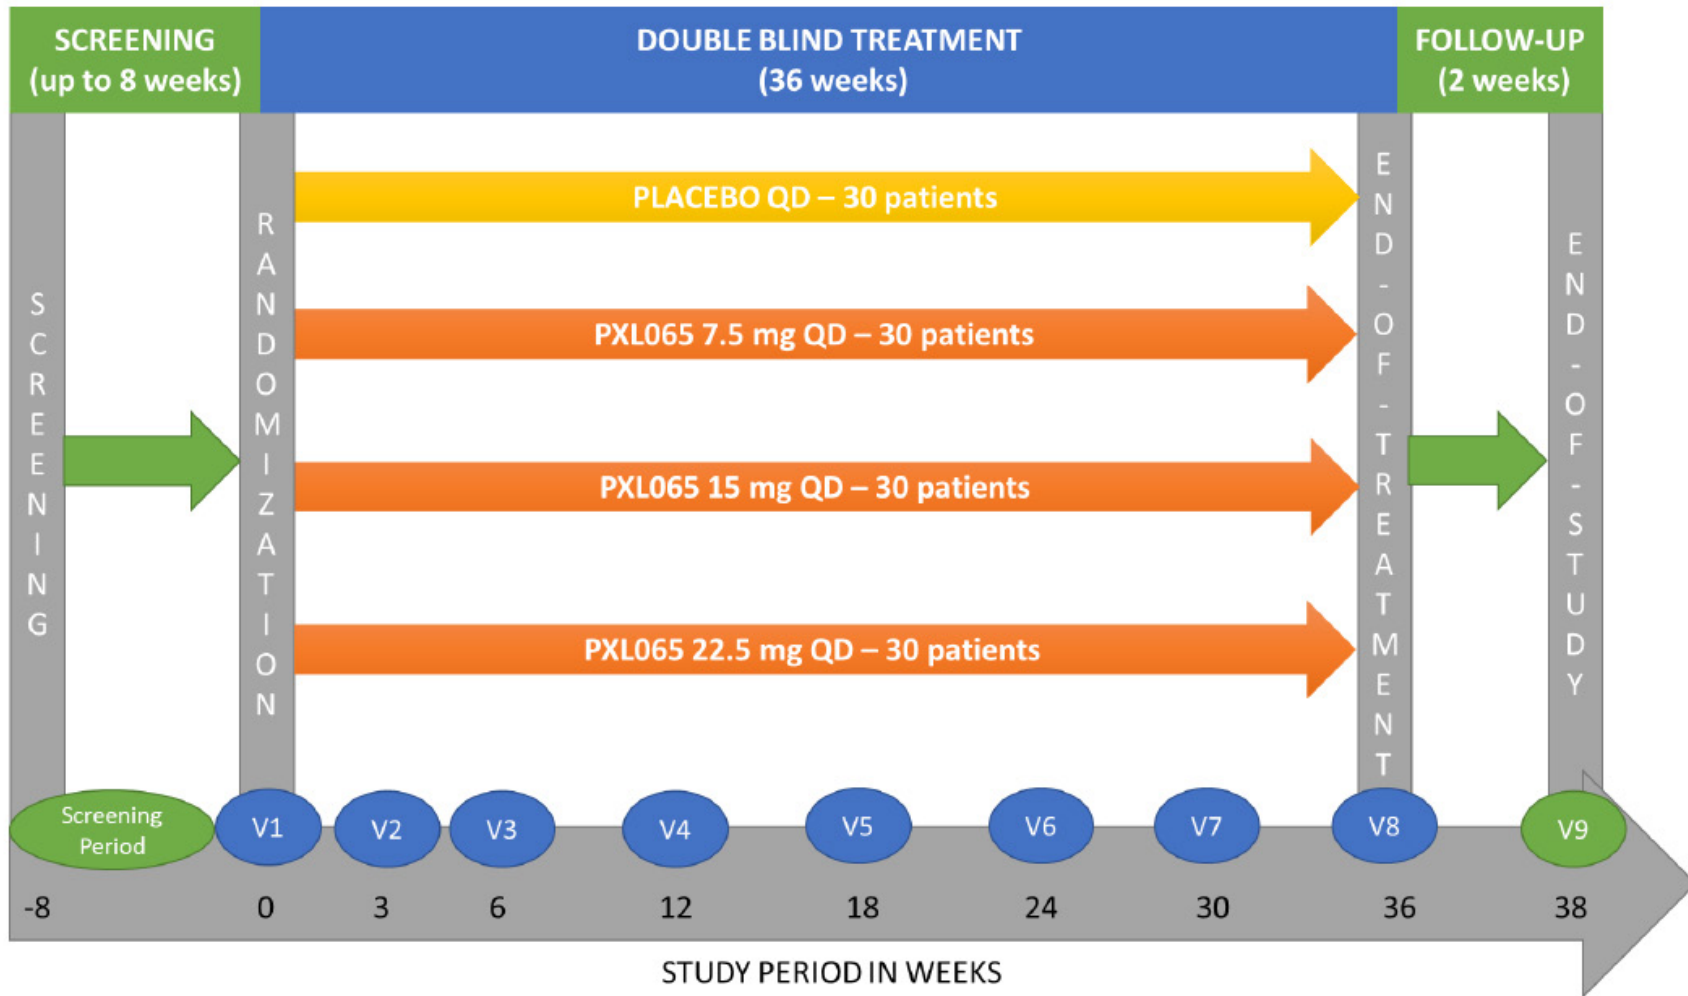 SCREENING
(up to 8 weeks)
DOUBLE BLIND TREATMENT
(36 weeks)
FOLLOW-UP
(2 weeks)
SCREENING
RANDOMIZATION
PLACEBO QD – 30 patients
PXL065 7.5 mg QD – 30 patients
PXL065 15 mg QD – 30 patients
PXL065 22.5 mg QD – 30 patients
END-OF-TREATMENT
END-OF-STUDY
Screening
Period
V1
V2
V3
V4
V5
V6
V7
V8
V9
-8
0
3
6
12
18
24
30
36
38
STUDY PERIOD IN WEEKS